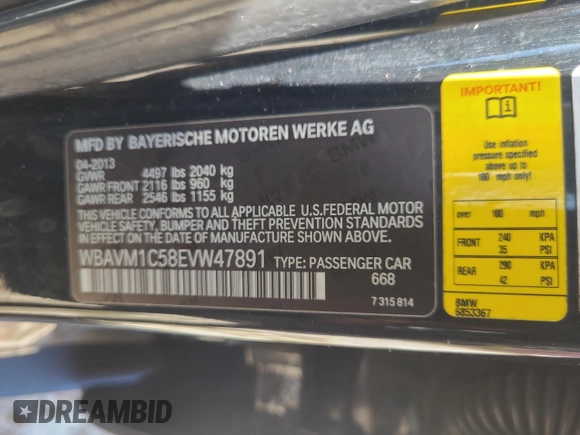 MFD BY BAYERISCHE MOTOREN WERKE AG
04-2013
GVWR 4497 lbs 2040 kg
GAWR FRONT 2116 lbs 960 kg
GAWR REAR 2546 lbs 1155 kg
THIS VEHICLE CONFORMS TO ALL APPLICABLE U.S.FEDERAL MOTOR
VEHICLE SAFETY, BUMPER AND THEFT PREVENTION STANDARDS
IN EFFECT ON THE DATE OF MANUFACTURE SHOWN ABOVE.
WBAVM1C58EVW47891 TYPE: PASSENGER CAR
668
7 315 814
IMPORTANT!
Use inflation
pressure specified
above for up to
100 mph only!
over 100 mph
FRONT 240 KPA
35 PSI
REAR 290 KPA
42 PSI
BMW
6853367
DREAMBID